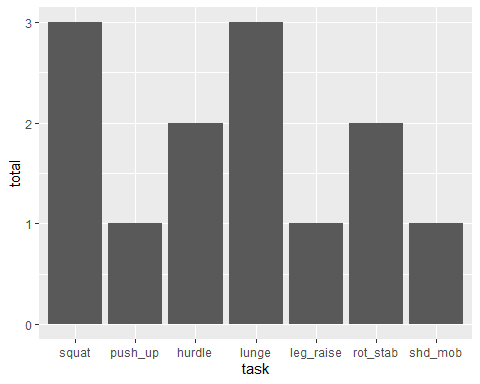 total
3
2
1
0
squat push_up hurdle lunge leg_raise rot_stab shd_mob
task